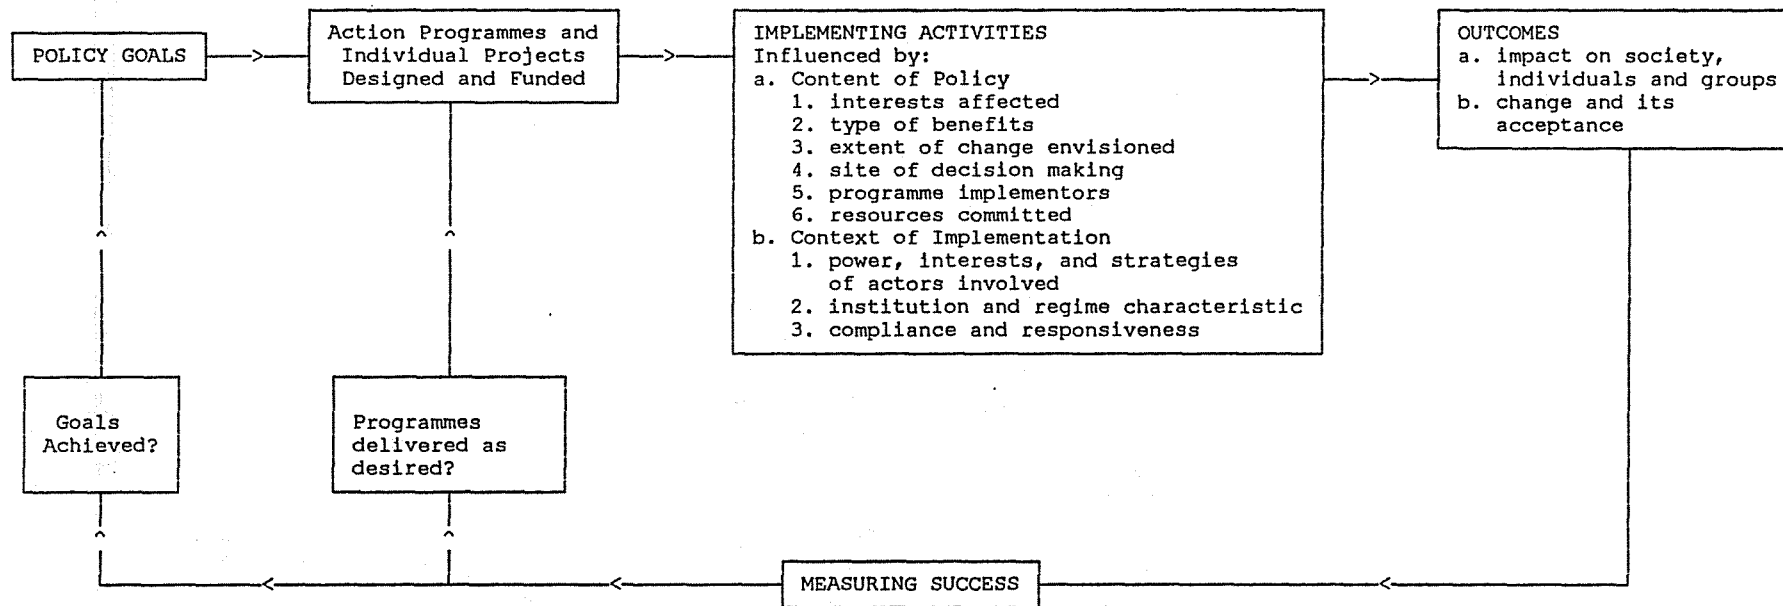 POLICY GOALS
Action Programmes and
Individual Projects
Designed and Funded
IMPLEMENTING ACTIVITIES
Influenced by:
a. Content of Policy
1. interests affected
2. type of benefits
3. extent of change envisioned
4. site of decision making
5. programme implementors
6. resources committed
b. Context of Implementation
1. power, interests, and strategies
of actors involved
2. institution and regime characteristic
3. compliance and responsiveness
OUTCOMES
a. impact on society,
individuals and groups
b. change and its
acceptance
Goals
Achieved?
Programmes
delivered as
desired?
MEASURING SUCCESS